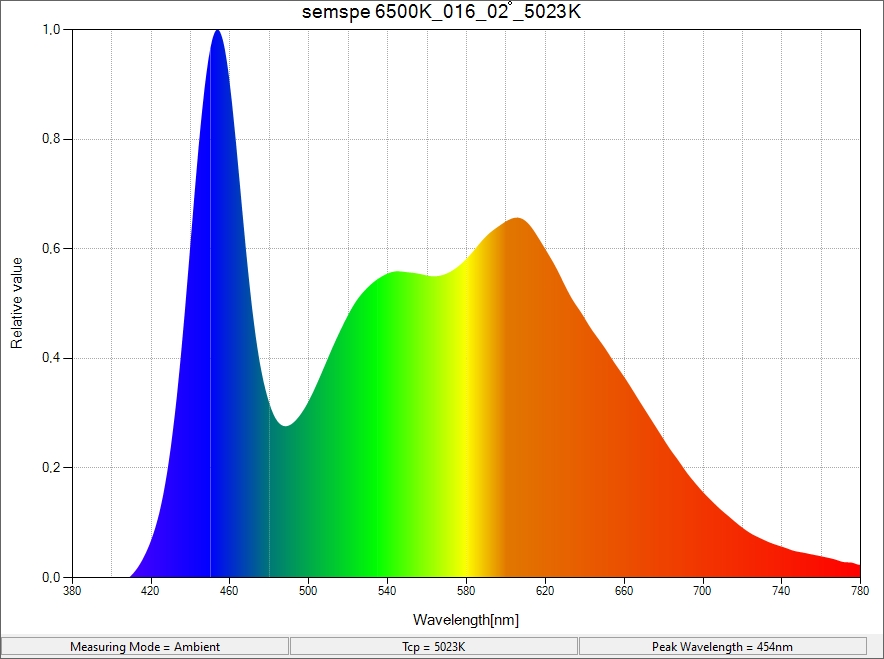 semspe 6500K_016_02°_5023K
1,0
0,8
0,6
0,4
0,2
0,0
Relative value
380 420 460 500 540 580 620 660 700 740 780
Wavelength[nm]
Measuring Mode = Ambient Tcp = 5023K Peak Wavelength = 454nm